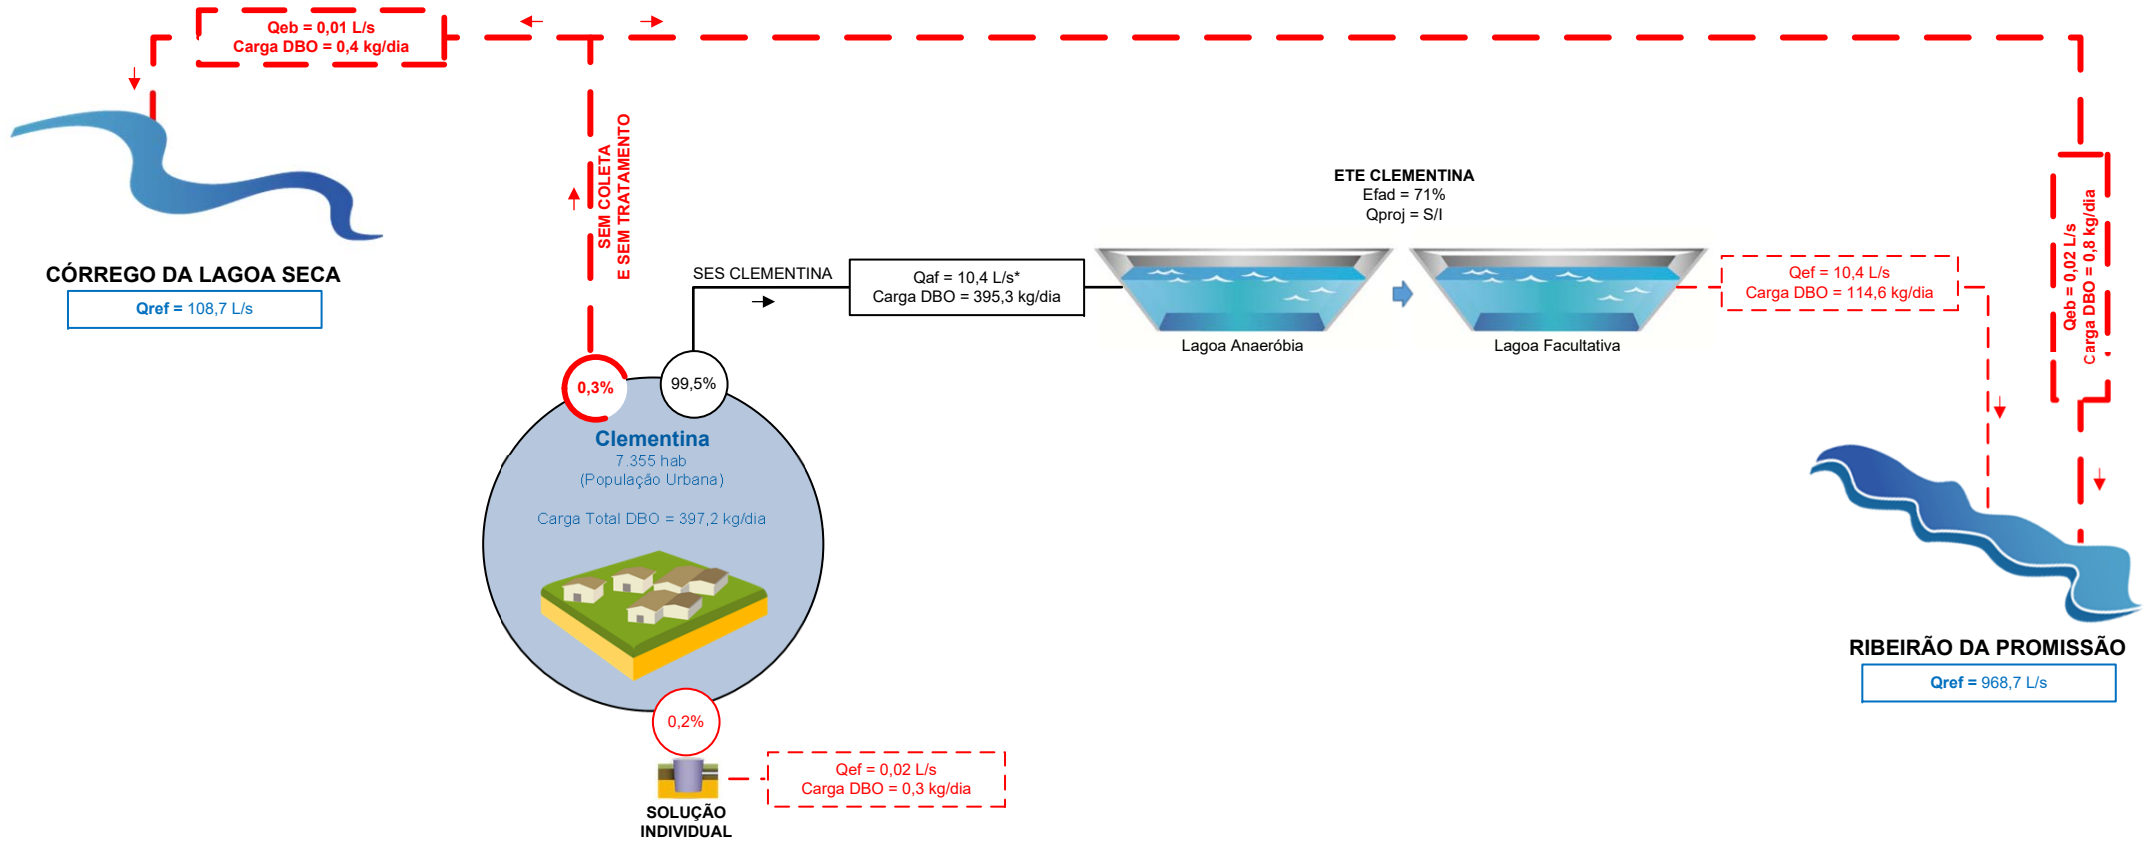 Qeb = 0,01 L/s
Carga DBO = 0,4 kg/dia
SEM COLETA
E SEM TRATAMENTO
CÓRREGO DA LAGOA SECA
Qref = 108,7 L/s
SES CLEMENTINA
Qaf = 10,4 L/s*
Carga DBO = 395,3 kg/dia
ETE CLEMENTINA
Efad = 71%
Qproj = S/I
Lagoa Anaeróbia
Lagoa Facultativa
Qef = 10,4 L/s
Carga DBO = 114,6 kg/dia
Qeb = 0,02 L/s
Carga DBO = 0,8 kg/dia
0,3%
99,5%
Clementina
7.355 hab
(População Urbana)
Carga Total DBO = 397,2 kg/dia
RIBEIRÃO DA PROMISSÃO
Qref = 968,7 L/s
0,2%
Qef = 0,02 L/s
Carga DBO = 0,3 kg/dia
SOLUÇÃO
INDIVIDUAL